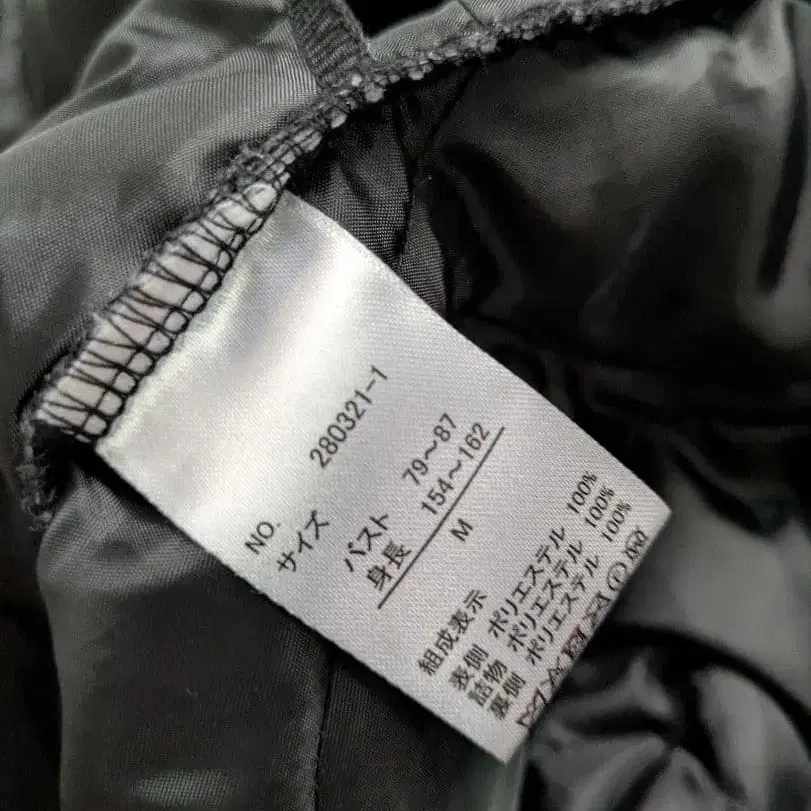 NO. 280321-1
サイズ
バスト 79～87
身長 154～162
M
組成表示
表側 ポリエステル 100%
詰物 ポリエステル 100%
裏側 ポリエステル 100%